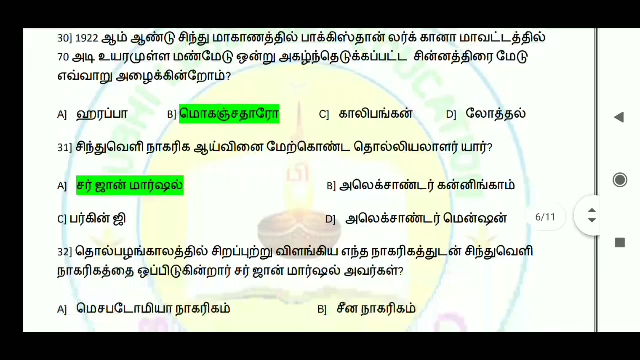 30] 1922 ஆம் ஆண்டு சிந்து மாகாணத்தில் பாக்கிஸ்தான் லர்க் கானா மாவட்டத்தில்
70 அடி உயரமுள்ள மண்மேடு ஒன்று அகழ்ந்தெடுக்கப்பட்ட சின்னத்திரை மேடு
எவ்வாறு அழைக்கின்றோம்?
A] ஹரப்பா B] மொகஞ்சதாரோ C] காலிபங்கன் D] லோத்தல்
31] சிந்துவெளி நாகரிக ஆய்வினை மேற்கொண்ட தொல்லியலாளர் யார்?
A] சர் ஜான் மார்ஷல் B] அலெக்சாண்டர் கன்னிங்காம்
C] பர்கின் ஜி D] அலெக்சாண்டர் மென்ஷன்
6/11
32] தொல்பழங்காலத்தில் சிறப்புற்று விளங்கிய எந்த நாகரிகத்துடன் சிந்துவெளி
நாகரிகத்தை ஒப்பிடுகின்றார் சர் ஜான் மார்ஷல் அவர்கள்?
A] மெசபடோமியா நாகரிகம் B] சீன நாகரிகம்